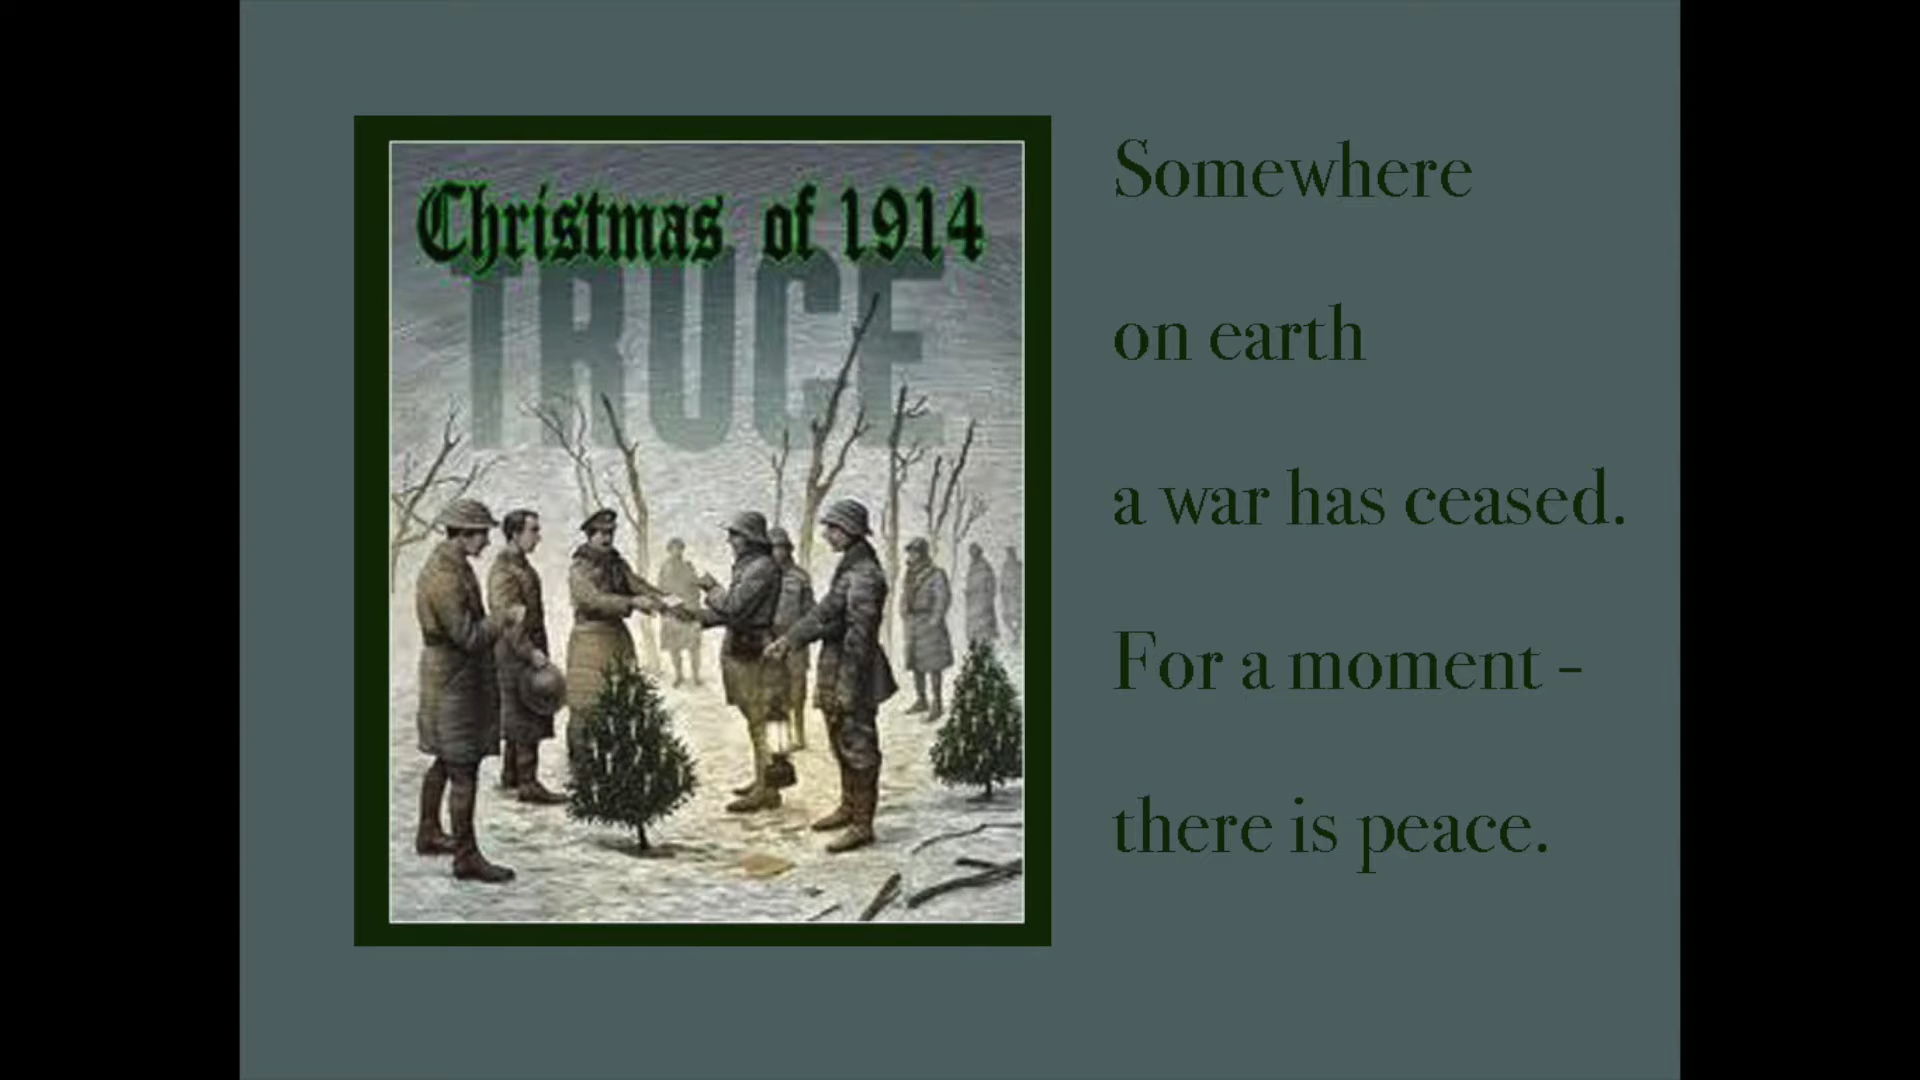 Christmas of 1914
TRUCE
Somewhere
on earth
a war has ceased.
For a moment -
there is peace.